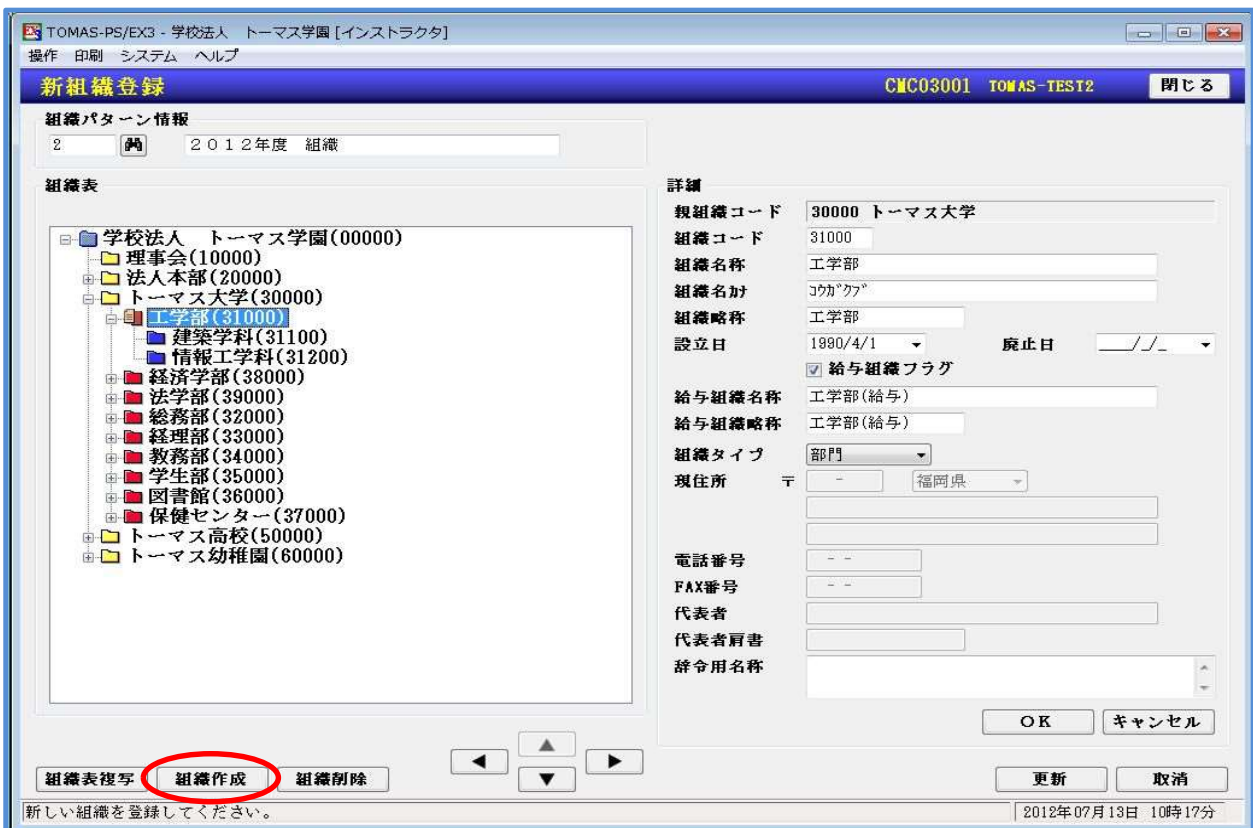 TOMAS-PS/EX3 - 学校法人　トーマス学園 [インストラクタ]
操作 印刷 システム ヘルプ
新組織登録 CMC03001 TOMAS-TEST2 閉じる
組織パターン情報
2 ２０１２年度　組織
組織表
学校法人　トーマス学園(00000)
理事会(10000)
法人本部(20000)
トーマス大学(30000)
工学部(31000)
建築学科(31100)
情報工学科(31200)
経済学部(38000)
法学部(39000)
総務部(32000)
経理部(33000)
教務部(34000)
学生部(35000)
図書館(36000)
保健センター(37000)
トーマス高校(50000)
トーマス幼稚園(60000)
詳細
親組織コード 30000 トーマス大学
組織コード 31000
組織名称 工学部
組織名ｶﾅ ｺｳｶﾞｸﾌﾞ
組織略称 工学部
設立日 1990/4/1 廃止日 ___/_/_
給与組織フラグ
給与組織名称 工学部(給与)
給与組織略称 工学部(給与)
組織タイプ 部門
現住所 〒 - 福岡県
電話番号 - -
FAX番号 - -
代表者
代表者肩書
辞令用名称
OK キャンセル
組織表複写 組織作成 組織削除 更新 取消
新しい組織を登録してください。 2012年07月13日 10時17分